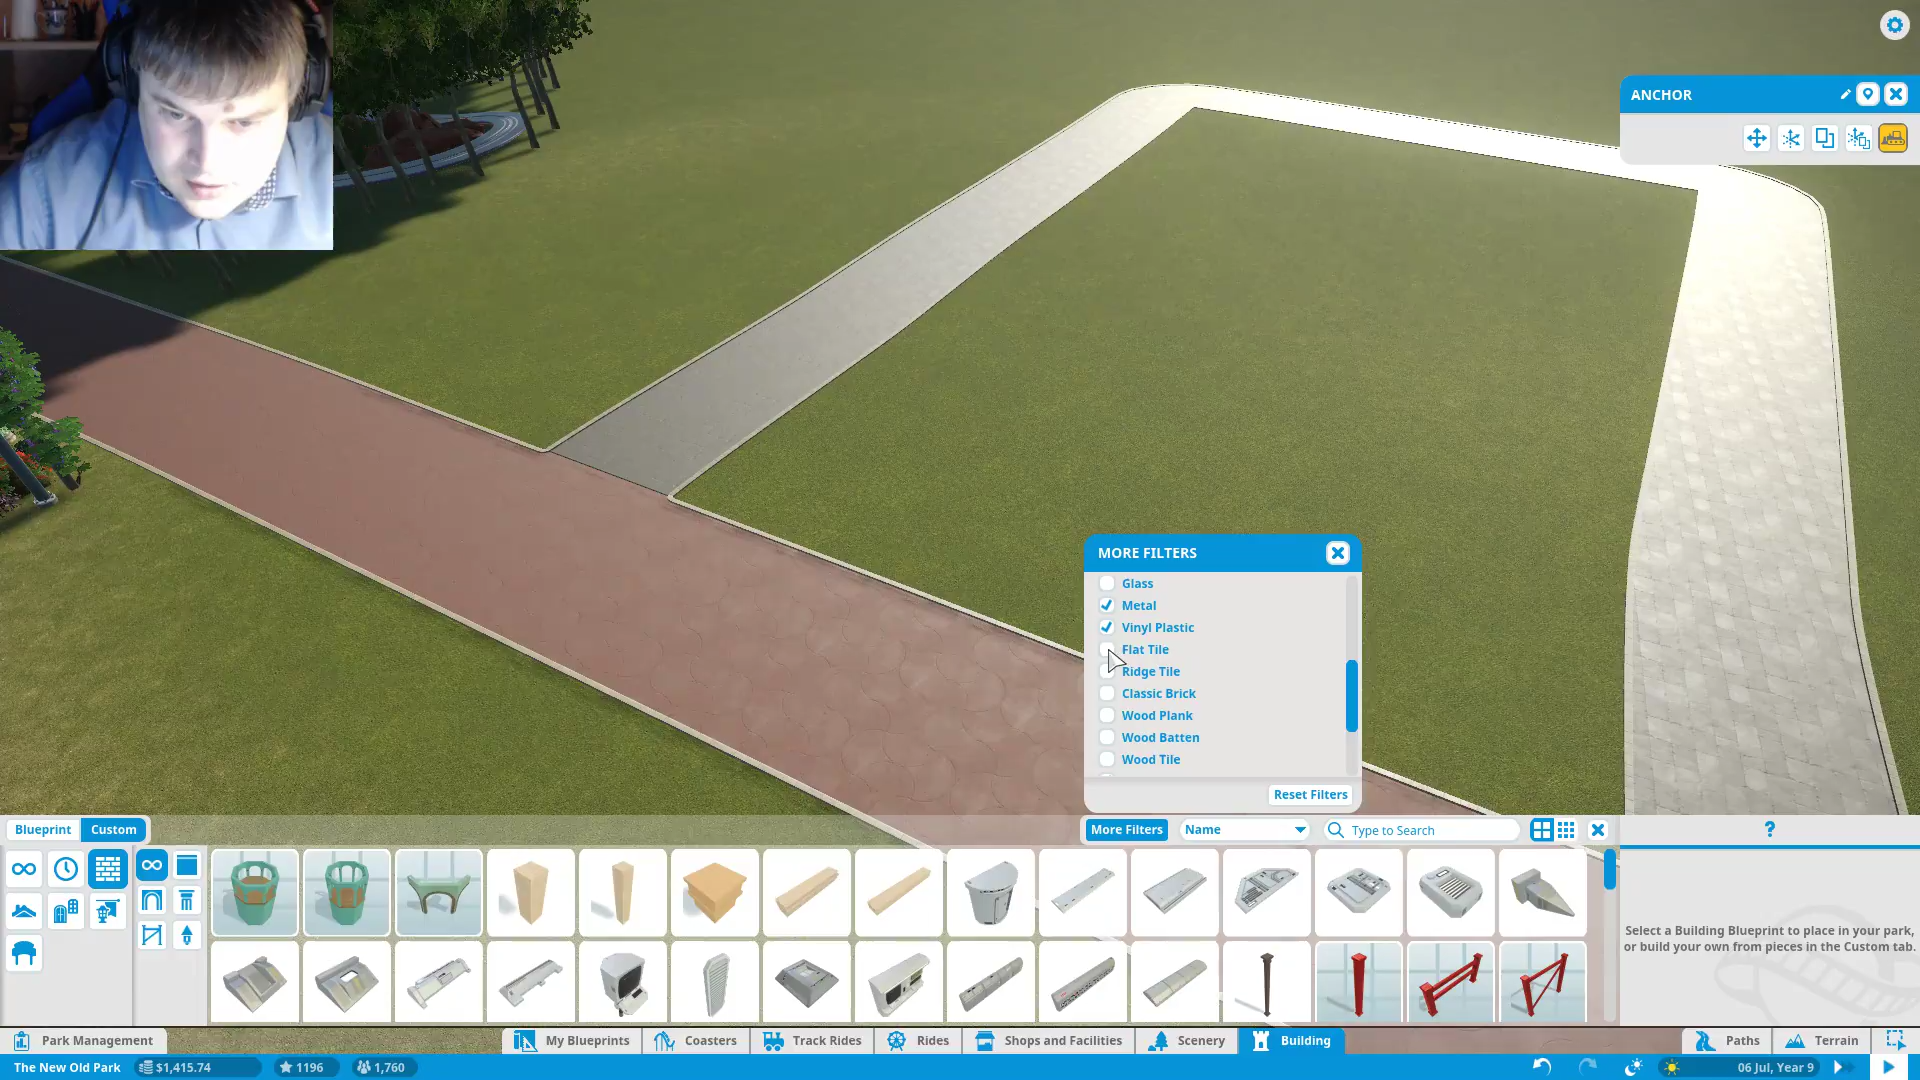 ANCHOR
MORE FILTERS
Glass
Metal
Vinyl Plastic
Flat Tile
Ridge Tile
Classic Brick
Wood Plank
Wood Batten
Wood Tile
Reset Filters
Blueprint
Custom
More Filters
Name
Type to Search
?
Select a Building Blueprint to place in your park,
or build your own from pieces in the Custom tab.
Park Management
My Blueprints
Coasters
Track Rides
Rides
Shops and Facilities
Scenery
Building
Paths
Terrain
The New Old Park
$1,415.74
1196
1,760
06 Jul, Year 9